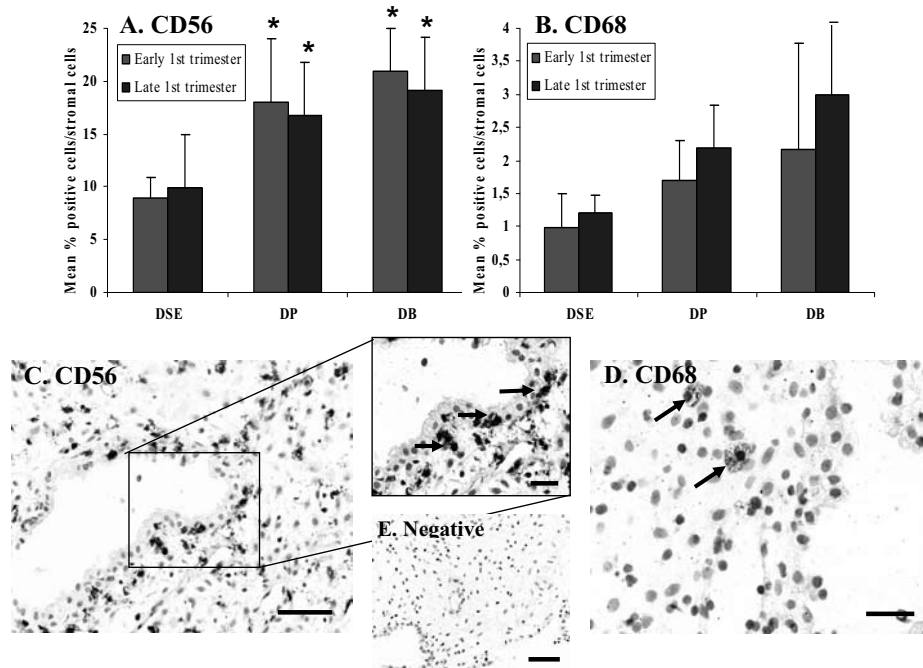 A. CD56
Mean % positive cells/stromal cells
25
20
15
10
5
0
Early 1st trimester
Late 1st trimester
*
*
*
*
DSE
DP
DB
B. CD68
Mean % positive cells/stromal cells
4
3,5
3
2,5
2
1,5
1
0,5
0
Early 1st trimester
Late 1st trimester
DSE
DP
DB
C. CD56
D. CD68
E. Negative